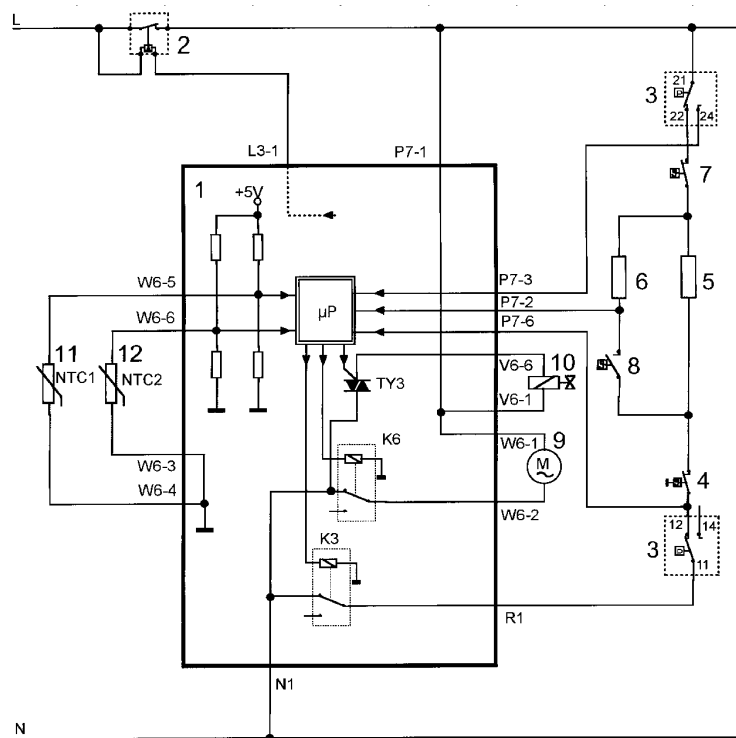 L
2
21
3
P
22
24
L3-1
P7-1
1
+5V
7
W6-5
P7-3
6
5
µP
P7-2
W6-6
P7-6
11
12
8
NTC1
NTC2
TY3
V6-6
10
V6-1
K6
W6-1
9
M
W6-3
4
W6-4
W6-2
12
14
K3
3
P
11
R1
N1
N